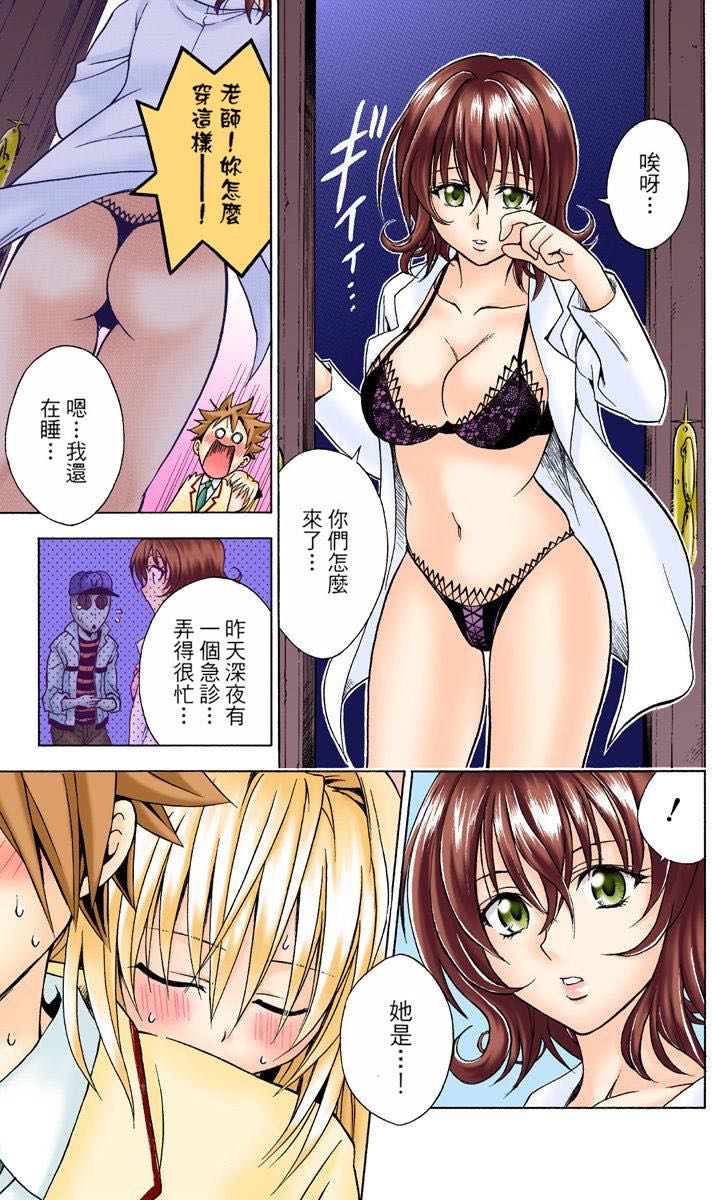 唉呀…
ギィィ…
你們怎麼
來了…
老師！妳怎麼
穿這樣——！
嗯…我還
在睡…
昨天深夜有
一個急診…
弄得很忙…
！
她是…！